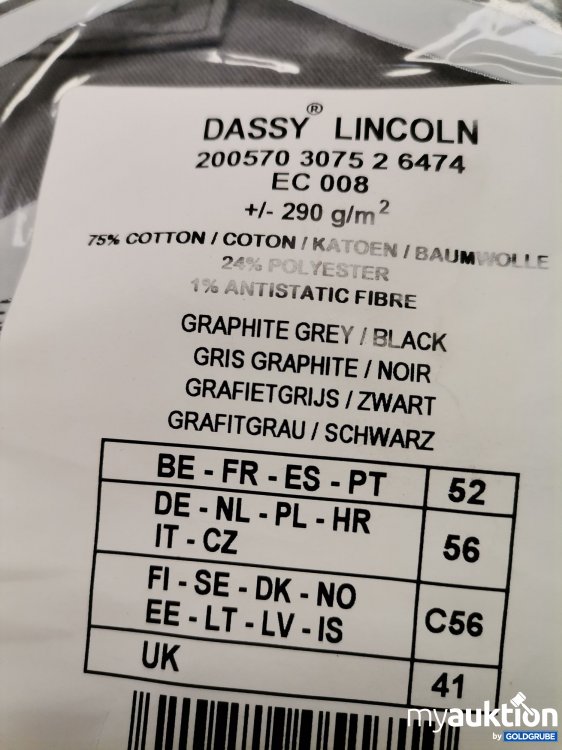 DASSY® LINCOLN
200570 3075 2 6474
EC 008
+/- 290 g/m²
75% COTTON / COTON / KATOEN / BAUMWOLLE
24% POLYESTER
1% ANTISTATIC FIBRE
GRAPHITE GREY / BLACK
GRIS GRAPHITE / NOIR
GRAFIETGRIJS / ZWART
GRAFITGRAU / SCHWARZ
BE - FR - ES - PT 52
DE - NL - PL - HR
IT - CZ 56
FI - SE - DK - NO
EE - LT - LV - IS C56
UK 41
myauktion
by GOLDGRUBE